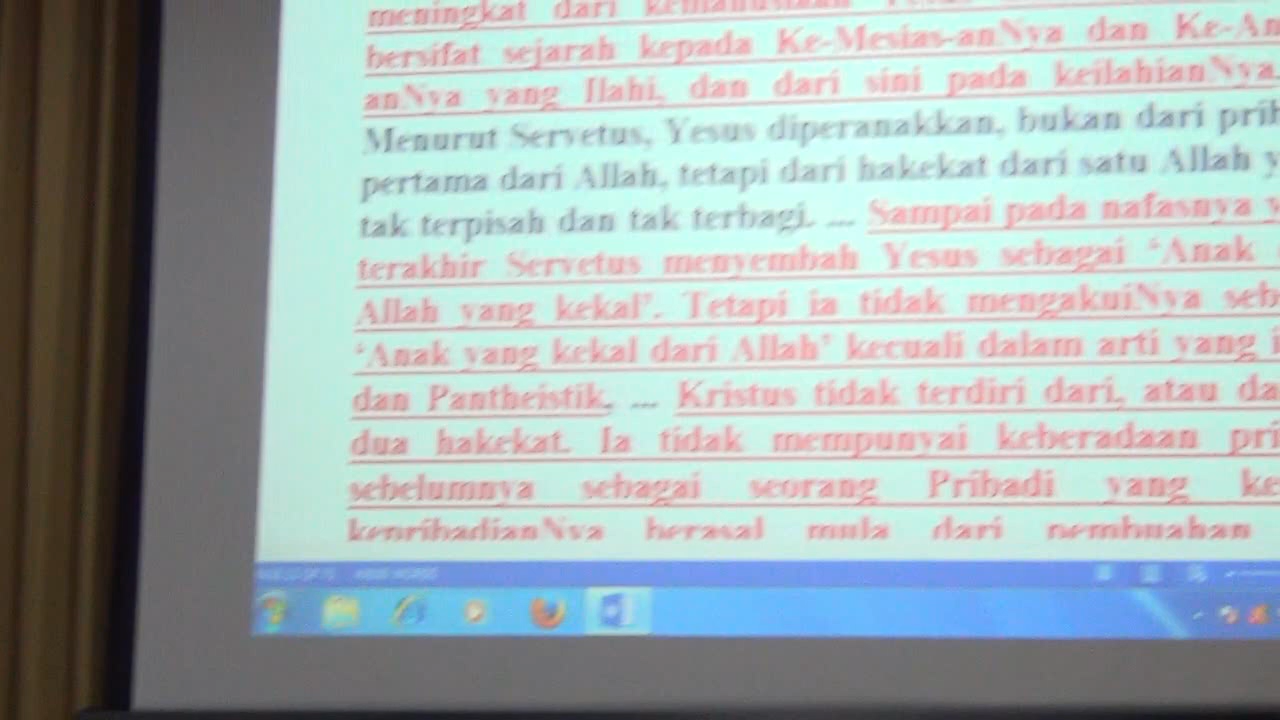 meningkat dari kemanusiaan
bersifat sejarah kepada Ke-Mesias-anNya dan Ke-An
anNya yang Ilahi, dan dari sini pada keilahianNya.
Menurut Servetus, Yesus diperanakkan, bukan dari prib
pertama dari Allah, tetapi dari hakekat dari satu Allah y
tak terpisah dan tak terbagi. ... Sampai pada nafasnya y
terakhir Servetus menyembah Yesus sebagai ‘Anak
Allah yang kekal’. Tetapi ia tidak mengakuiNya seb
‘Anak yang kekal dari Allah’ kecuali dalam arti yang i
dan Pantheistik. ... Kristus tidak terdiri dari, atau da
dua hakekat. Ia tidak mempunyai keberadaan pri
sebelumnya sebagai seorang Pribadi yang ke
kepribadianNya berasal mula dari pembuahan